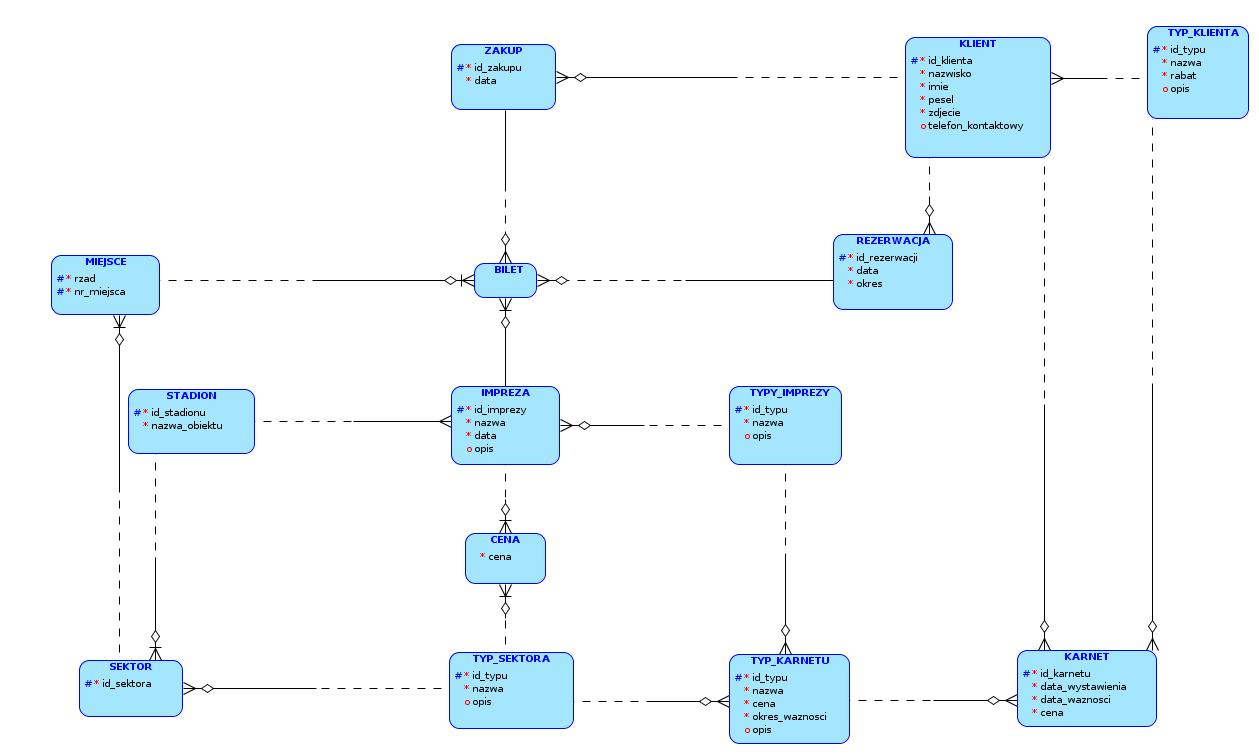 ZAKUP
#* id_zakupu
* data
KLIENT
#* id_klienta
* nazwisko
* imie
* pesel
* zdjecie
o telefon_kontaktowy
TYP_KLIENTA
#* id_typu
* nazwa
* rabat
o opis
MIEJSCE
#* rzad
#* nr_miejsca
BILET
REZERWACJA
#* id_rezerwacji
* data
* okres
STADION
#* id_stadionu
* nazwa_obiektu
IMPREZA
#* id_imprezy
* nazwa
* data
o opis
TYPY_IMPREZY
#* id_typu
* nazwa
o opis
CENA
* cena
SEKTOR
#* id_sektora
TYP_SEKTORA
#* id_typu
* nazwa
o opis
TYP_KARNETU
#* id_typu
* nazwa
* cena
* okres_waznosci
o opis
KARNET
#* id_karnetu
* data_wystawienia
* data_waznosci
* cena